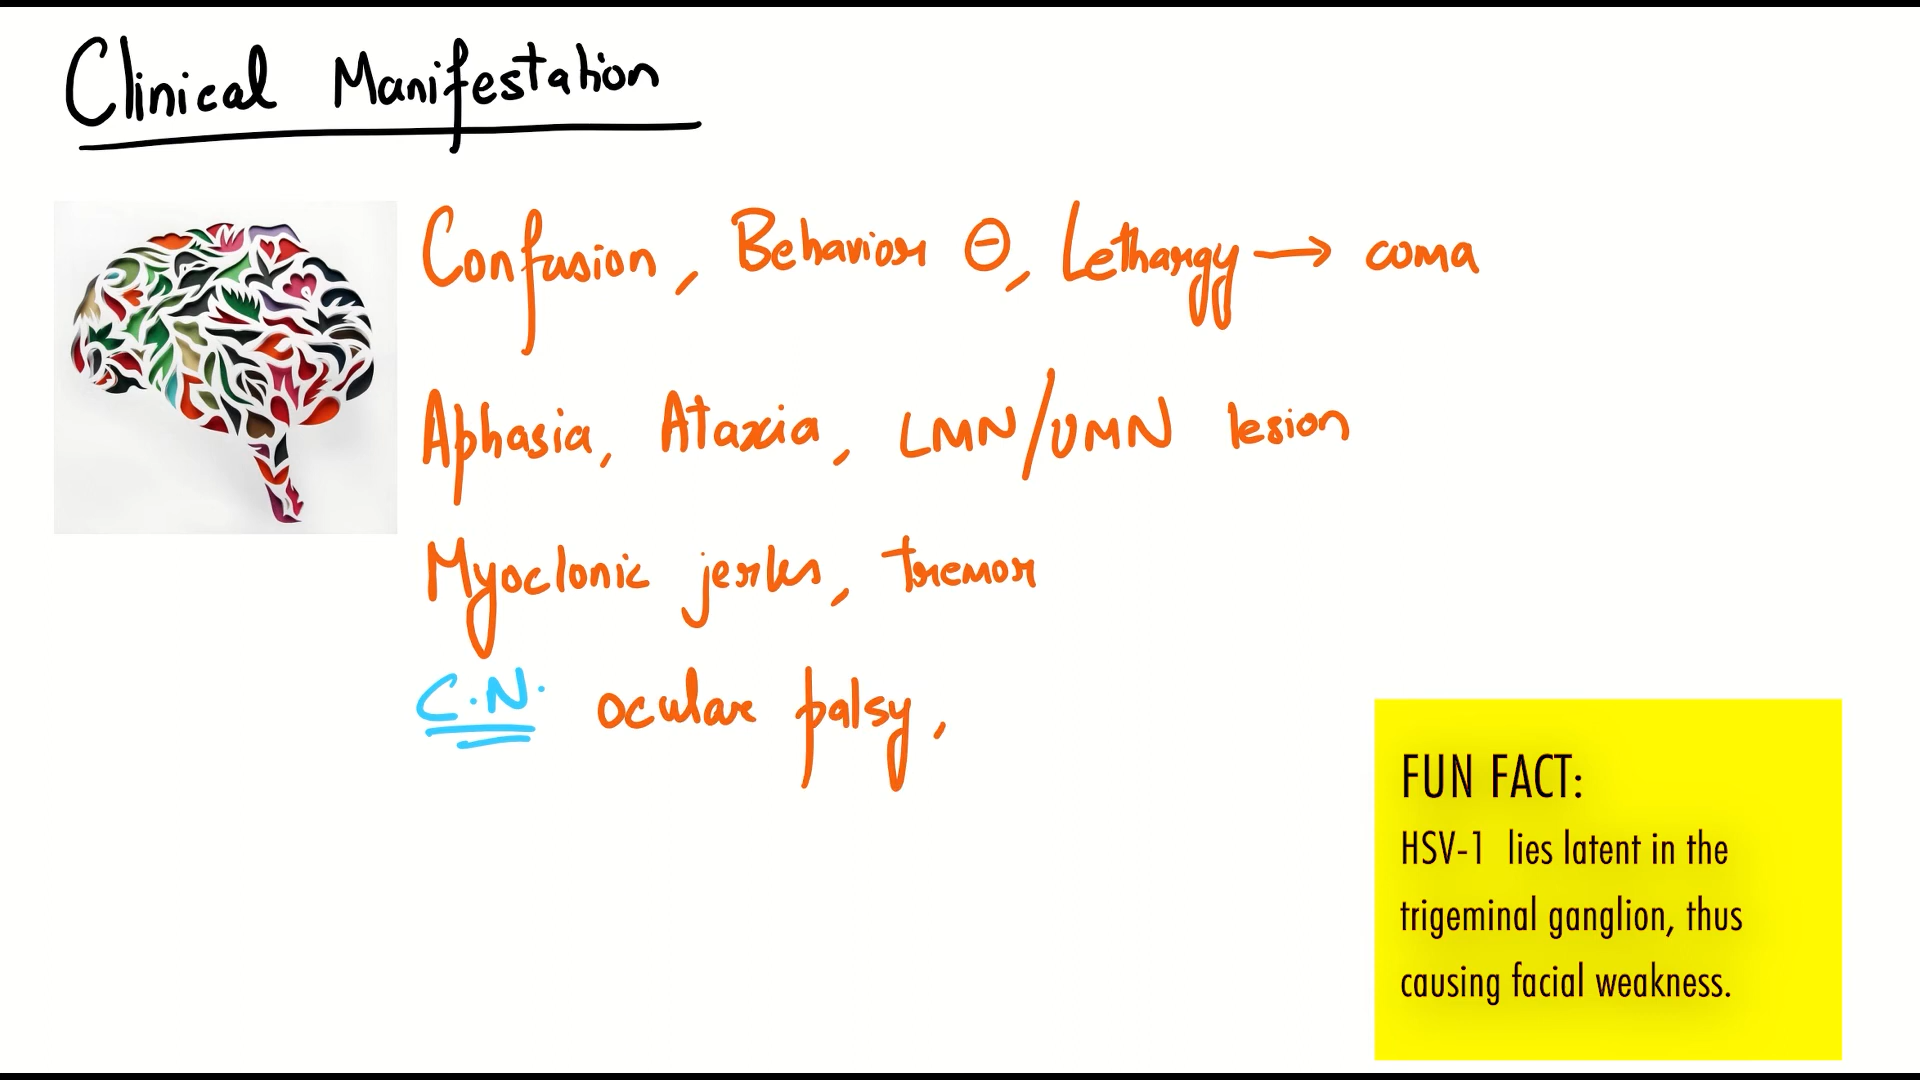 Clinical Manifestation
Confusion, Behavior ⊖, Lethargy → coma
Aphasia, Ataxia, LMN/UMN lesion
Myoclonic jerks, tremor
C.N. ocular palsy,
FUN FACT:
HSV-1 lies latent in the
trigeminal ganglion, thus
causing facial weakness.